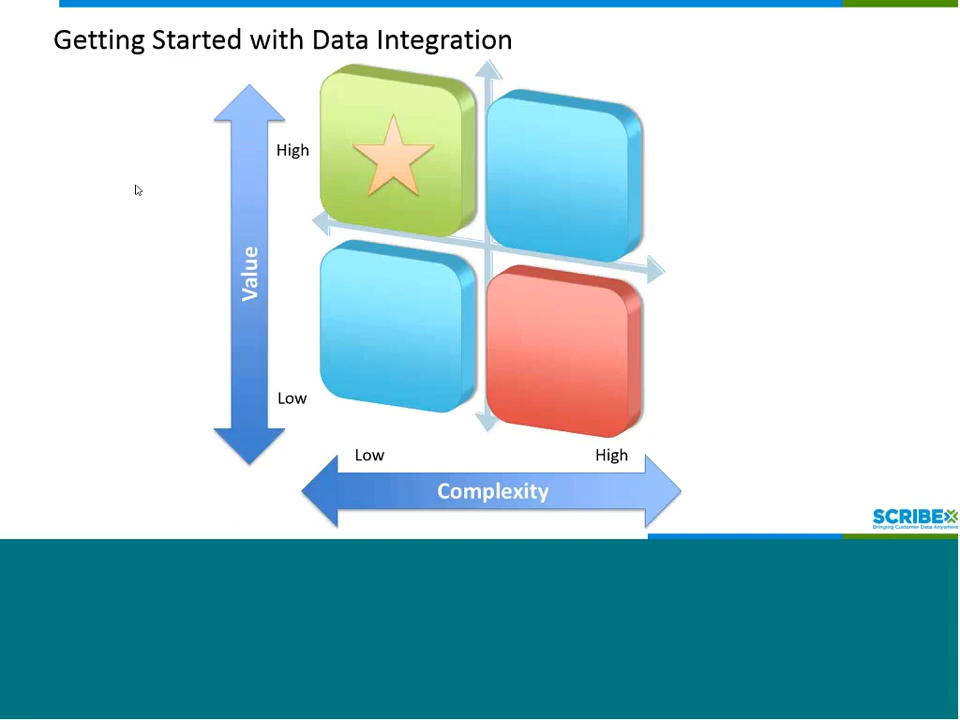 Getting Started with Data Integration
High
Value
Low
Low
High
Complexity
SCRIBE
Bringing Customer Data Anywhere